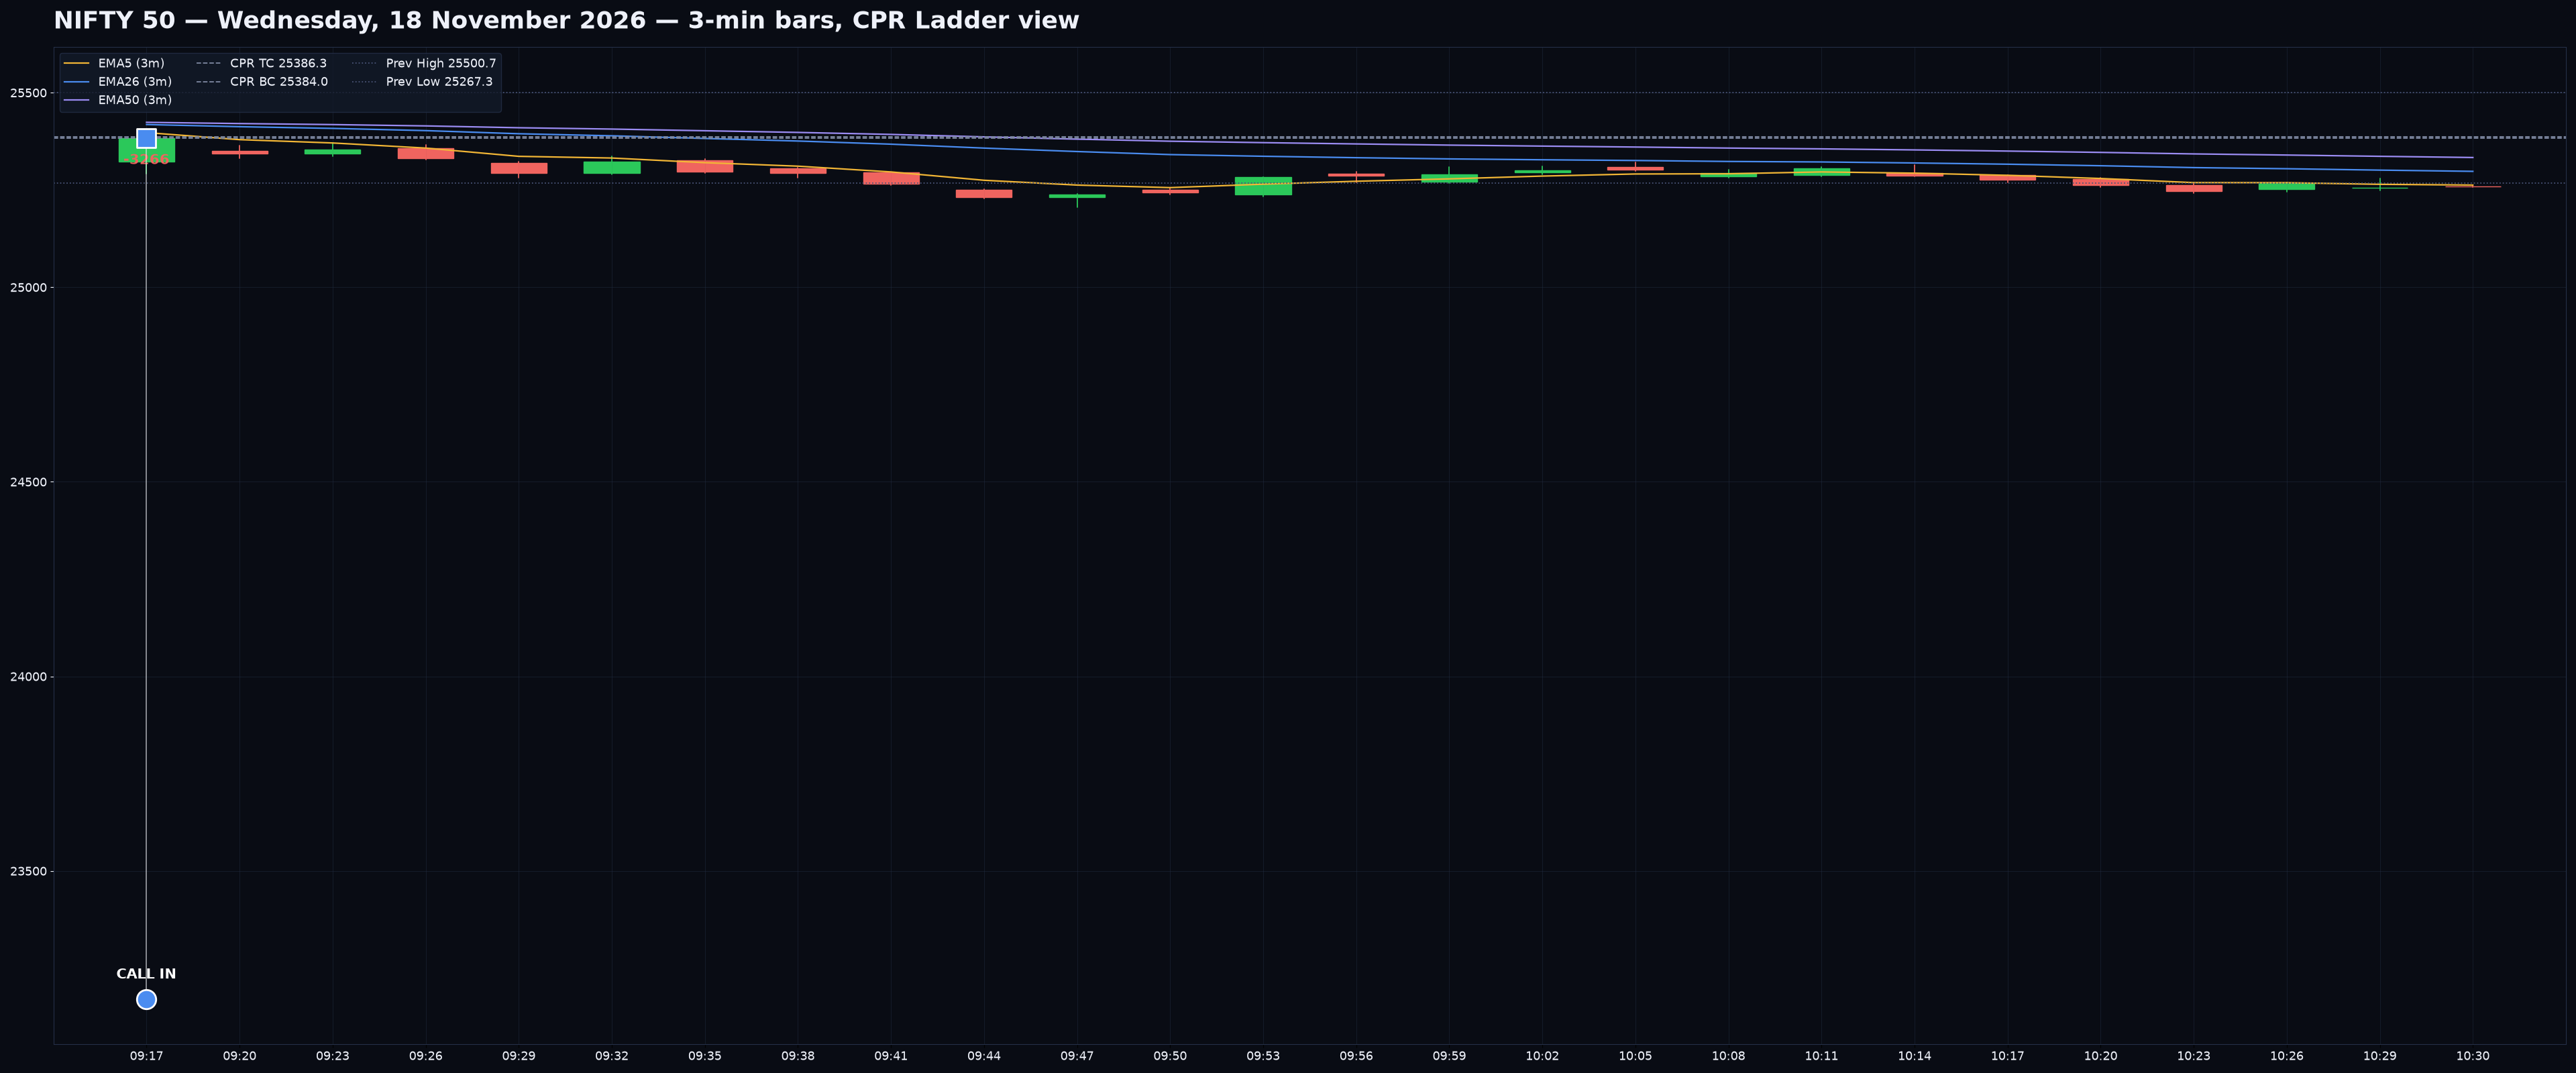 NIFTY 50 — Wednesday, 18 November 2026 — 3-min bars, CPR Ladder view
EMA5 (3m)
EMA26 (3m)
EMA50 (3m)
CPR TC 25386.3
CPR BC 25384.0
Prev High 25500.7
Prev Low 25267.3
25500
25000
24500
24000
23500
CALL IN
09:17 09:20 09:23 09:26 09:29 09:32 09:35 09:38 09:41 09:44 09:47 09:50 09:53 09:56 09:59 10:02 10:05 10:08 10:11 10:14 10:17 10:20 10:23 10:26 10:29 10:30